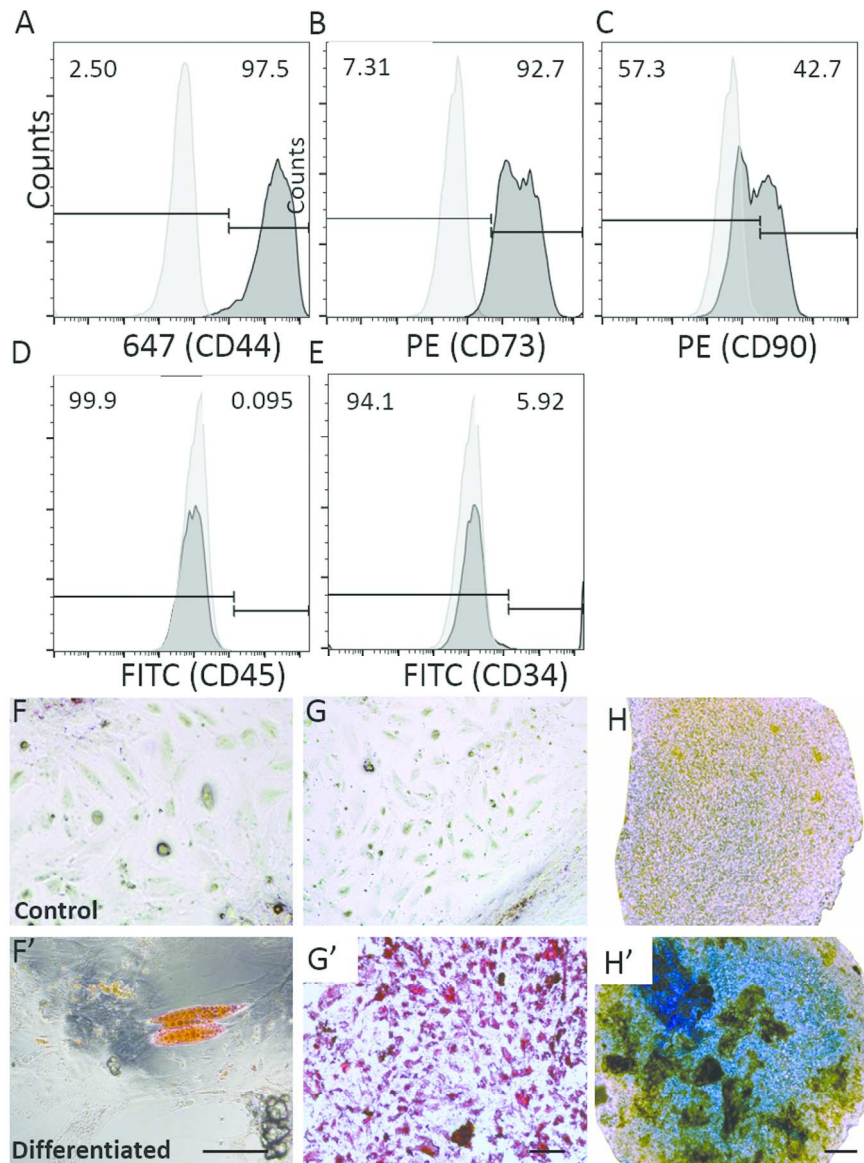 A
B
C
Counts
2.50 97.5
647 (CD44)
Counts
7.31 92.7
PE (CD73)
57.3 42.7
PE (CD90)
D
E
99.9 0.095
FITC (CD45)
94.1 5.92
FITC (CD34)
F
G
H
Control
F'
G'
H'
Differentiated